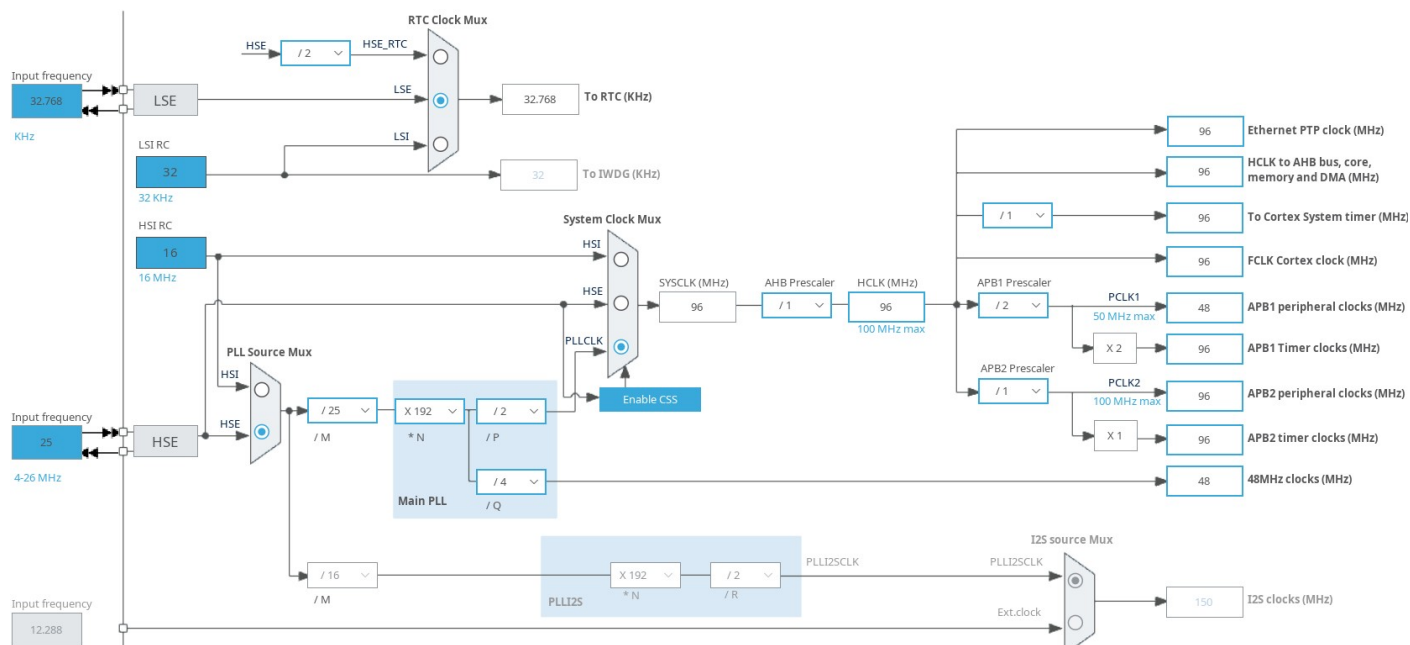 RTC Clock Mux
HSE
/ 2
HSE_RTC
Input frequency
32.768
KHz
LSE
LSE
32.768
To RTC (KHz)
LSI RC
32
32 KHz
LSI
32
To IWDG (KHz)
HSI RC
16
16 MHz
System Clock Mux
HSI
HSE
PLLCLK
SYSCLK (MHz)
96
AHB Prescaler
/ 1
HCLK (MHz)
96
100 MHz max
Enable CSS
96
Ethernet PTP clock (MHz)
96
HCLK to AHB bus, core,
memory and DMA (MHz)
/ 1
96
To Cortex System timer (MHz)
96
FCLK Cortex clock (MHz)
APB1 Prescaler
/ 2
PCLK1
50 MHz max
48
APB1 peripheral clocks (MHz)
X 2
96
APB1 Timer clocks (MHz)
APB2 Prescaler
/ 1
PCLK2
100 MHz max
96
APB2 peripheral clocks (MHz)
X 1
96
APB2 timer clocks (MHz)
48
48MHz clocks (MHz)
PLL Source Mux
HSI
HSE
Input frequency
25
4-26 MHz
HSE
/ 25
/ M
X 192
* N
/ 2
/ P
/ 4
/ Q
Main PLL
/ 16
/ M
X 192
* N
/ 2
/ R
PLLI2S
PLLI2SCLK
I2S source Mux
PLLI2SCLK
Ext.clock
150
I2S clocks (MHz)
Input frequency
12.288